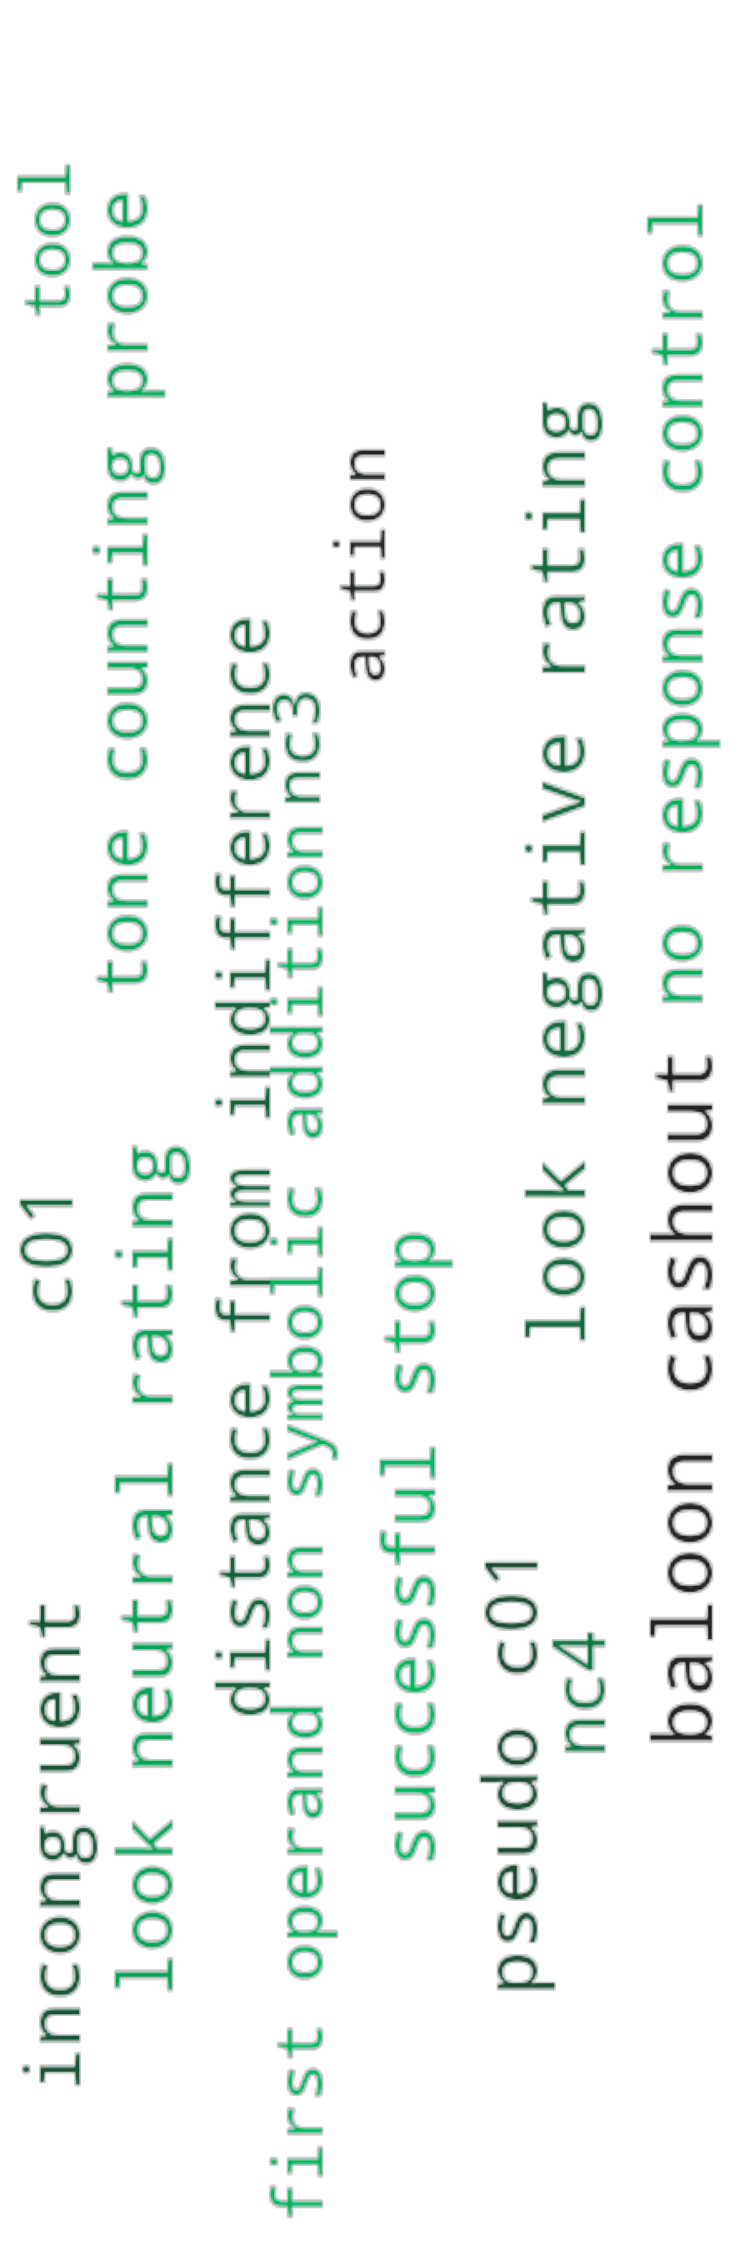 tool
incongruent
c01
tone counting probe
look neutral rating
distance from indifference
first operand non symbolic addition
nc3
action
successful stop
pseudo c01
look negative rating
nc4
no response control
baloon cashout